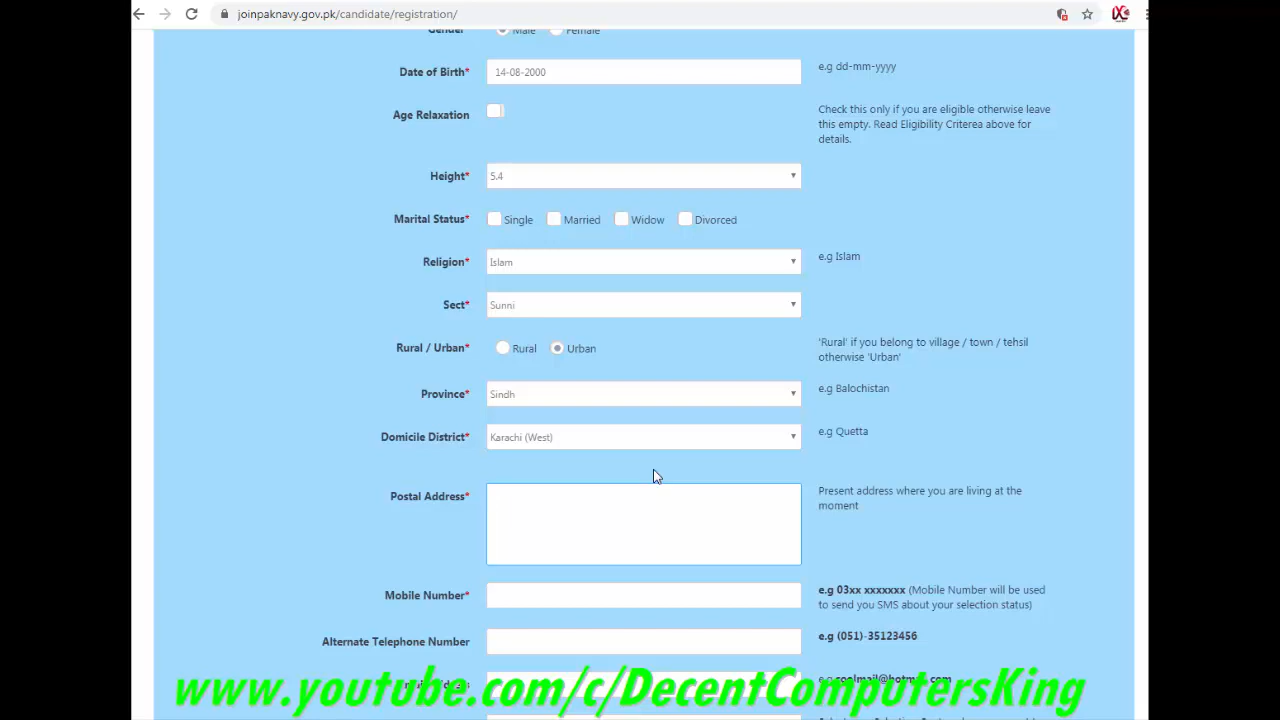 joinpaknavy.gov.pk/candidate/registration/
Gender Male Female
Date of Birth* 14-08-2000 e.g dd-mm-yyyy
Age Relaxation Check this only if you are eligible otherwise leave
this empty. Read Eligibility Criterea above for
details.
Height* 5.4
Marital Status* Single Married Widow Divorced
Religion* Islam e.g Islam
Sect* Sunni
Rural / Urban* Rural Urban 'Rural' if you belong to village / town / tehsil
otherwise 'Urban'
Province* Sindh e.g Balochistan
Domicile District* Karachi (West) e.g Quetta
Postal Address* Present address where you are living at the
moment
Mobile Number* e.g 03xx xxxxxxx (Mobile Number will be used
to send you SMS about your selection status)
Alternate Telephone Number e.g (051)-35123456
www.youtube.com/c/DecentComputersKing